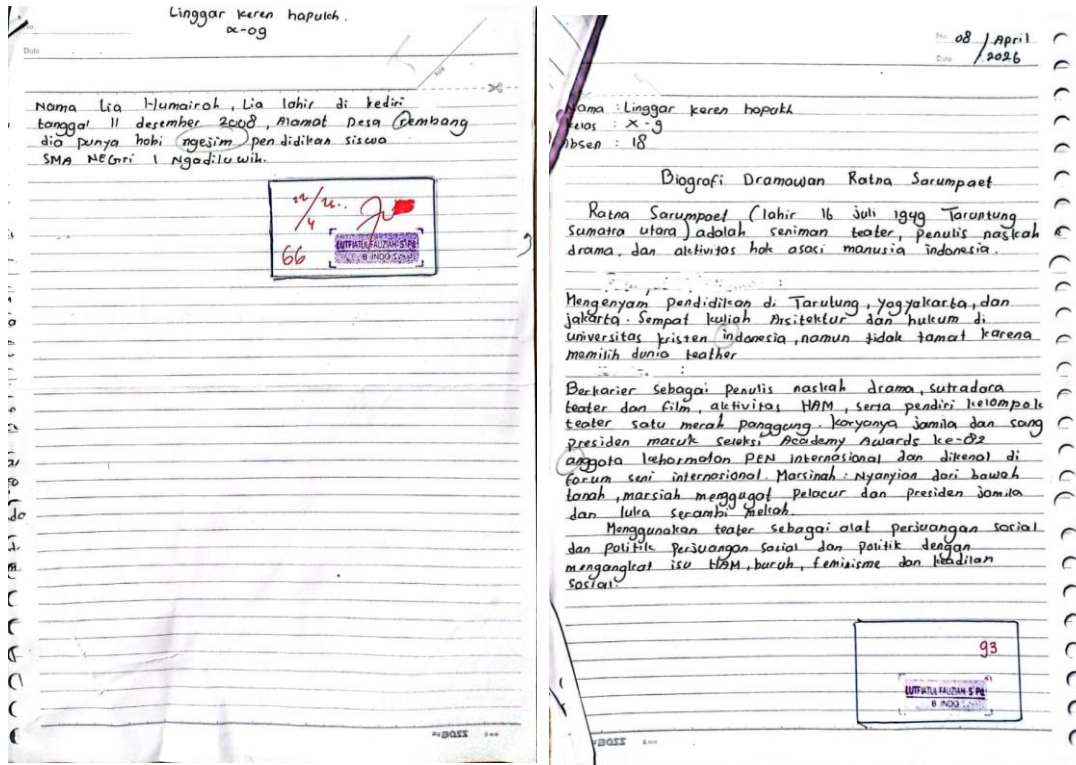 Linggar keren hapukh.
x-09
No.
Date
Nama Lia Humairoh, Lia lahir di kediri
tanggal 11 desember 2008, Alamat Desa rembang
dia punya hobi ngejim pendidikan siswa
SMA NEGri 1 Ngadiluwih.
22/4
66
LUTFIATUL FAUZIAH S.Pd
B INDO
BOSS
No. 08 / April
Date / 2026
Nama : Linggar keren hapukh
kelas : X-9
Absen : 18
Biografi Dramawan Ratna Sarumpaet
Ratna Sarumpaet (lahir 16 juli 1949 Taruntung
sumatra utara) adalah seniman teater, penulis naskah
drama, dan aktivitas hak asasi manusia indonesia.
Mengenyam pendidikan di Tarutung, yogyakarta, dan
jakarta. Sempat kuliah Arsitektur dan hukum di
universitas kristen indonesia, namun tidak tamat karena
memilih dunia teather
Berkarier sebagai penulis naskah drama, sutradara
teater dan film, aktivitas HAM, serta pendiri kelompok
teater satu merah panggung. karyanya jamila dan sang
presiden masuk seleksi Academy Awards ke-82
anggota kehormatan PEN internasional dan dikenal di
forum seni internasional. Marsinah : Nyanyian dari bawah
tanah, marsiah menggugat pelacur dan presiden jamila
dan luka serambi mekah.
Menggunakan teater sebagai alat perjuangan sosial
dan politik perjuangan sosial dan politik dengan
mengangkat isu HAM, buruh, feminisme dan keadilan
sosial.
93
LUTFIATUL FAUZIAH S.Pd
B INDO
BOSS